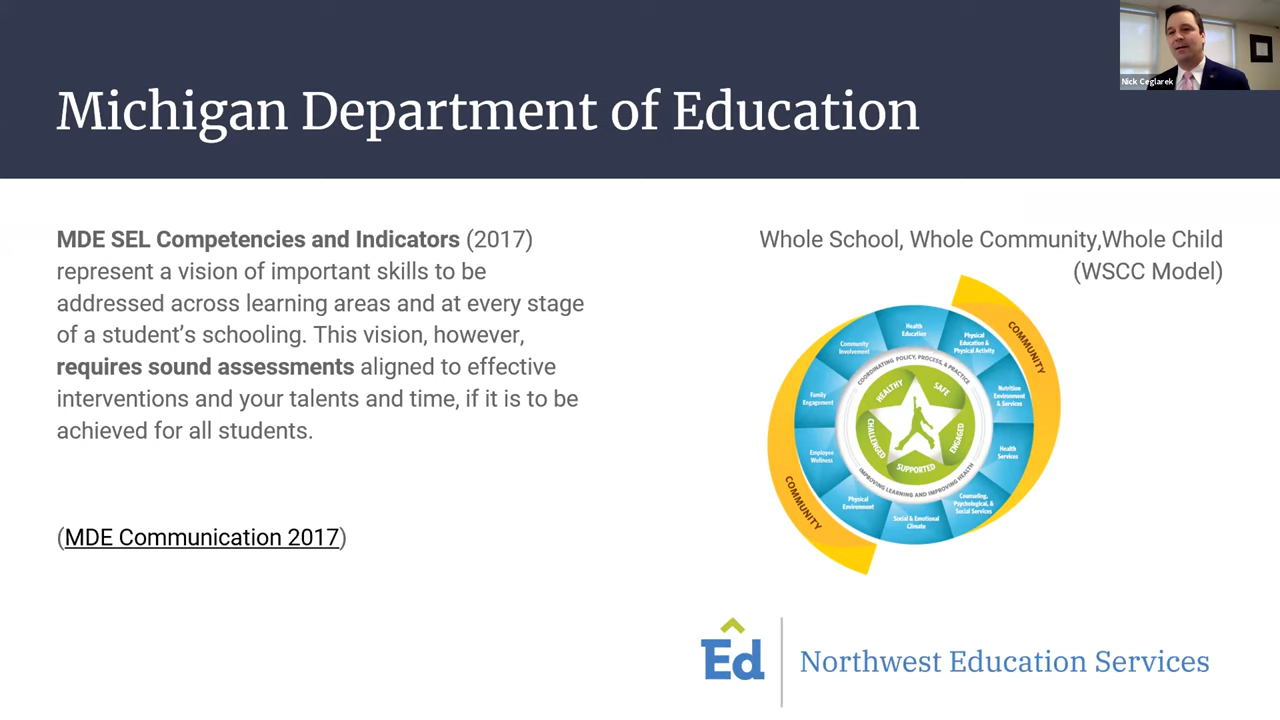 Nick Ceglarek
Michigan Department of Education
MDE SEL Competencies and Indicators (2017)
represent a vision of important skills to be
addressed across learning areas and at every stage
of a student's schooling. This vision, however,
requires sound assessments aligned to effective
interventions and your talents and time, if it is to be
achieved for all students.
(MDE Communication 2017)
Whole School, Whole Community,Whole Child
(WSCC Model)
COMMUNITY
Health
Education
Physical
Education &
Physical Activity
Nutrition
Environment
& Services
Health
Services
Counseling,
Psychological, &
Social Services
Social & Emotional
Climate
Physical
Environment
Employee
Wellness
Family
Engagement
Community
Involvement
COORDINATING POLICY, PROCESS, & PRACTICE
IMPROVING LEARNING AND IMPROVING HEALTH
HEALTHY
SAFE
ENGAGED
SUPPORTED
CHALLENGED
COMMUNITY
Ed
Northwest Education Services